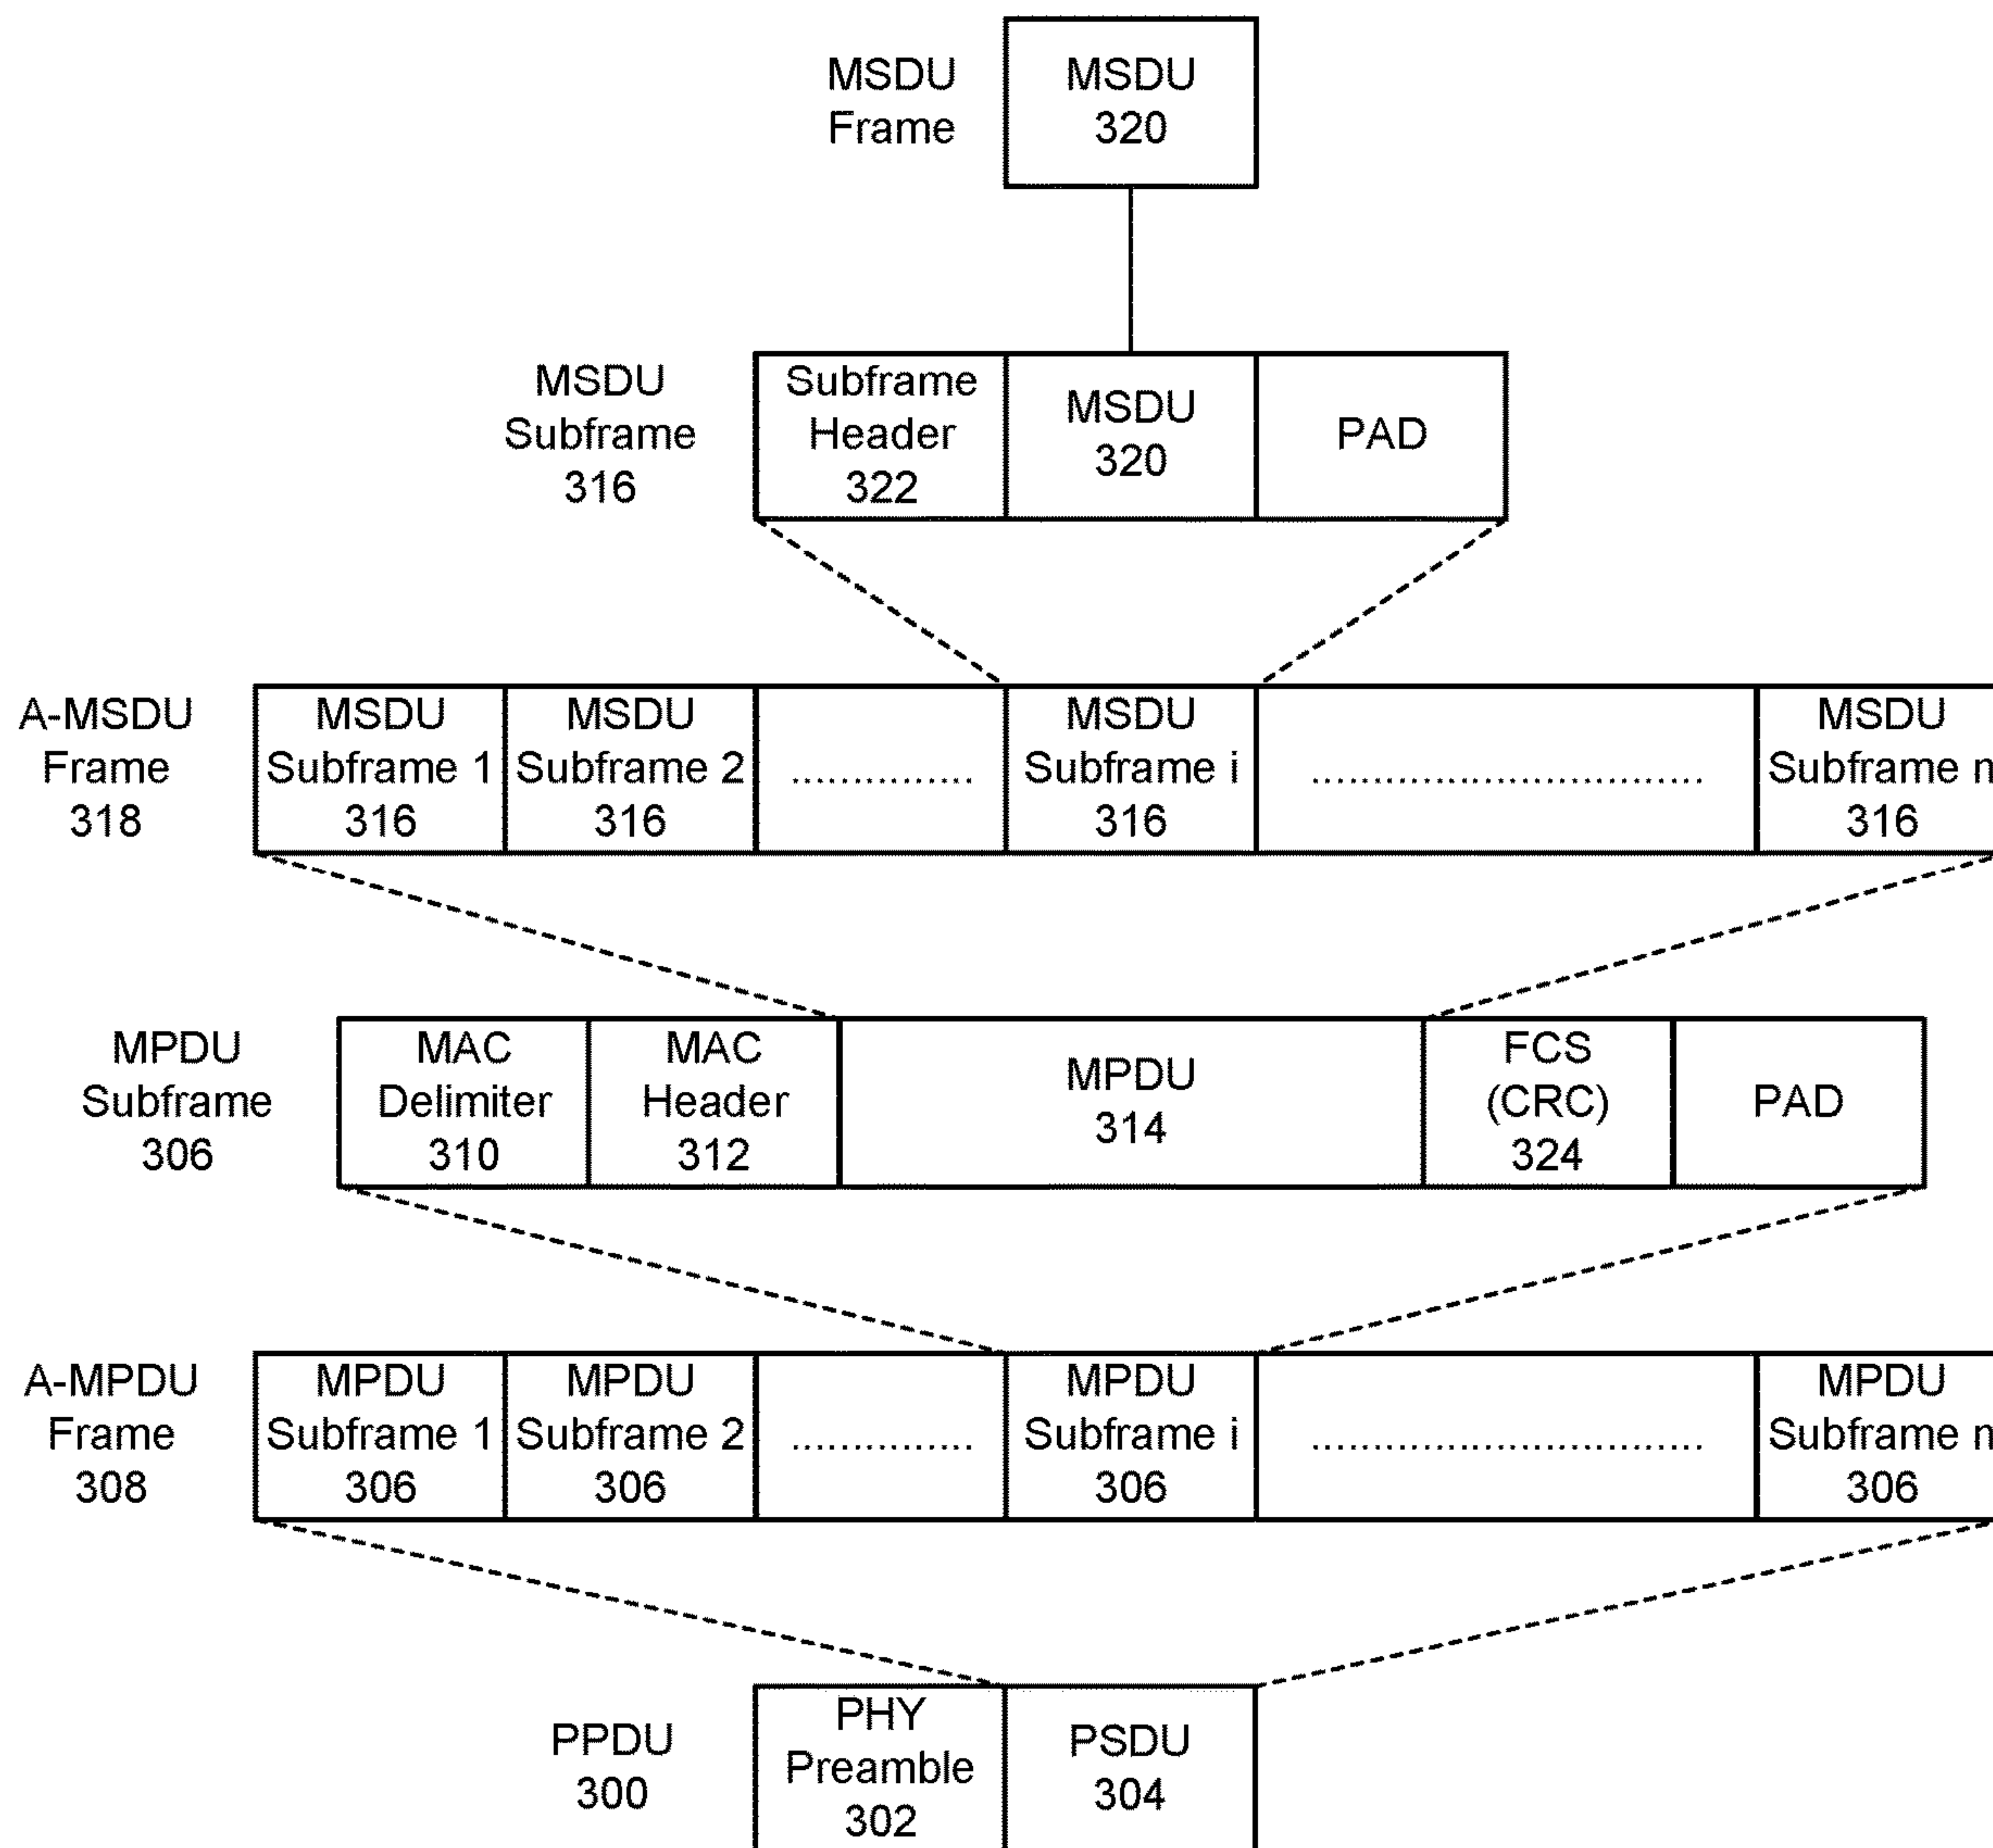 MSDU
Frame
MSDU
320
MSDU
Subframe
316
Subframe
Header
322
MSDU
320
PAD
A-MSDU
Frame
318
MSDU
Subframe 1
316
MSDU
Subframe 2
316
...............
MSDU
Subframe i
316
................................
MSDU
Subframe n
316
MPDU
Subframe
306
MAC
Delimiter
310
MAC
Header
312
MPDU
314
FCS
(CRC)
324
PAD
A-MPDU
Frame
308
MPDU
Subframe 1
306
MPDU
Subframe 2
306
...............
MPDU
Subframe i
306
................................
MPDU
Subframe n
306
PPDU
300
PHY
Preamble
302
PSDU
304